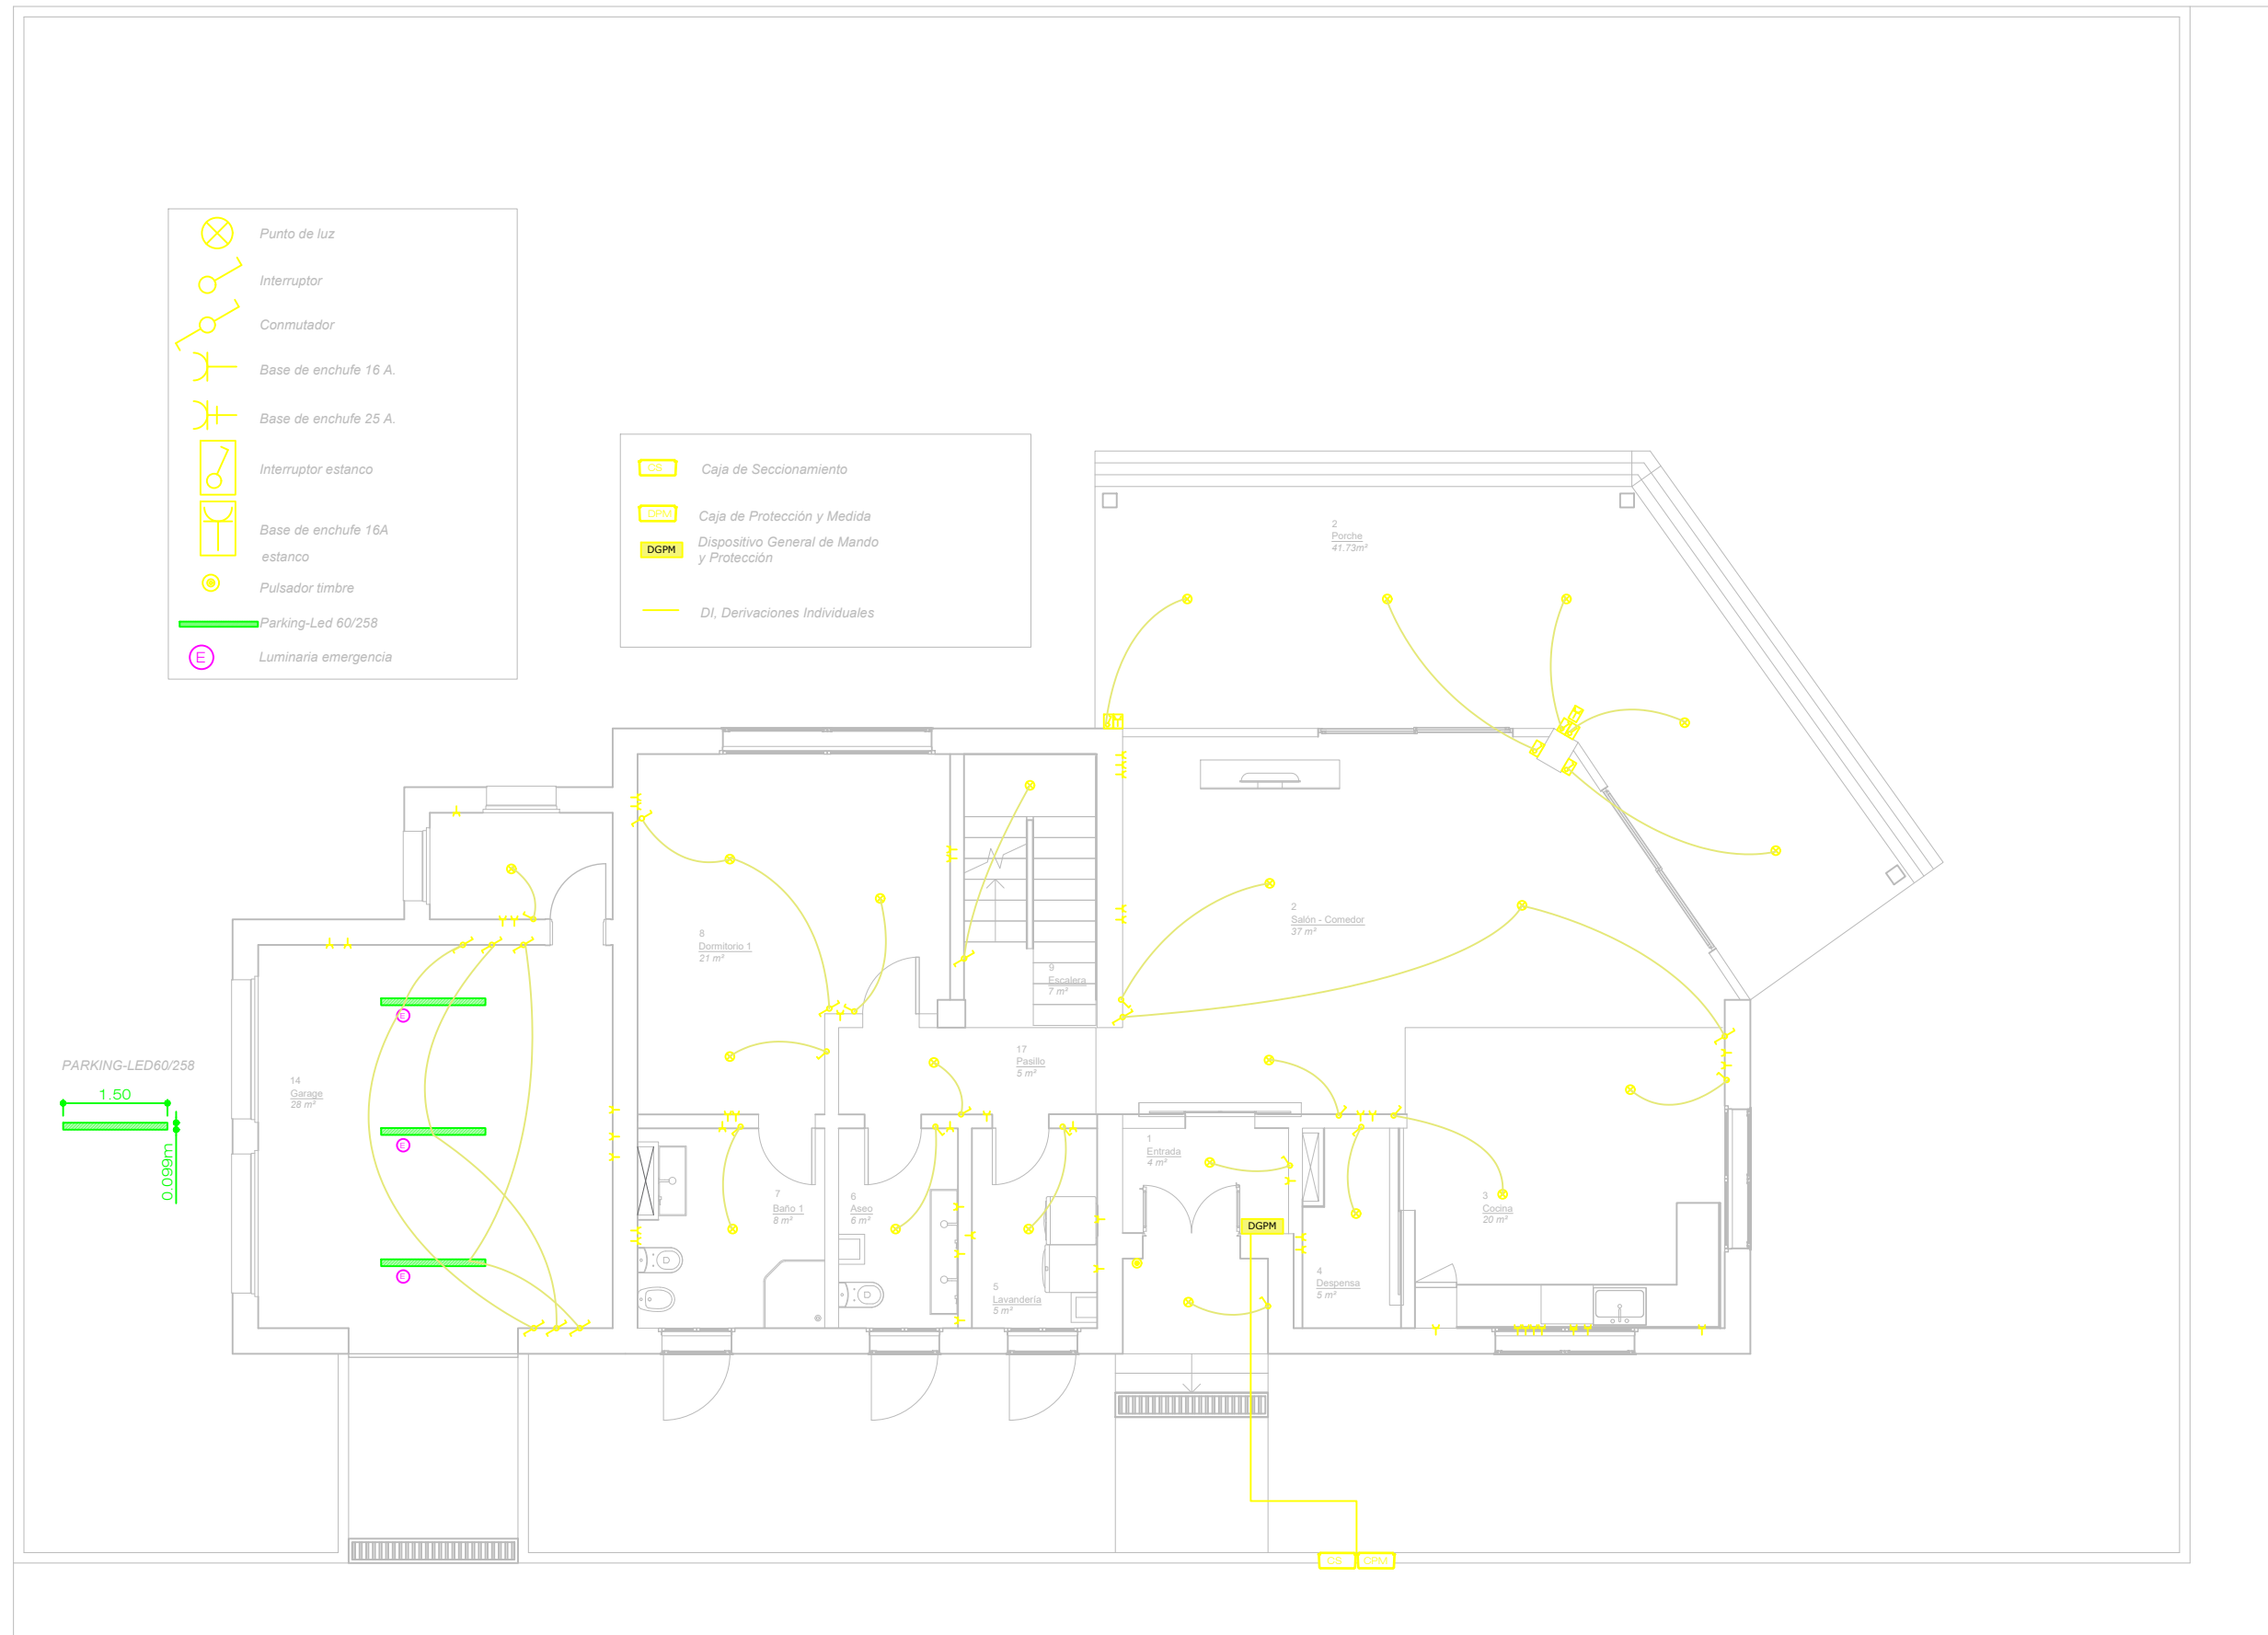 Punto de luz
Interruptor
Conmutador
Base de enchufe 16 A.
Base de enchufe 25 A.
Interruptor estanco
Base de enchufe 16A
estanco
Pulsador timbre
Parking-Led 60/258
E
Luminaria emergencia
CS
Caja de Seccionamiento
CPM
Caja de Protección y Medida
DGPM
Dispositivo General de Mando
y Protección
DI, Derivaciones Individuales
2
Porche
41.73m²
2
Salón - Comedor
37 m²
8
Dormitorio 1
21 m²
9
Escalera
7 m²
17
Pasillo
5 m²
PARKING-LED60/258
1.50
0.099m
14
Garage
28 m²
E
E
E
7
Baño 1
8 m²
6
Aseo
6 m²
5
Lavandería
5 m²
1
Entrada
4 m²
DGPM
4
Despensa
5 m²
3
Cocina
20 m²
CS
CPM